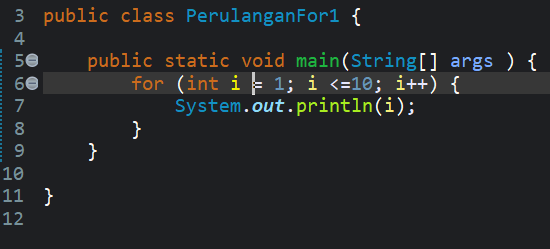 3 public class PerulanganFor1 {
4
5 public static void main(String[] args ) {
6 for (int i = 1; i <=10; i++) {
7 System.out.println(i);
8 }
9 }
10
11 }
12